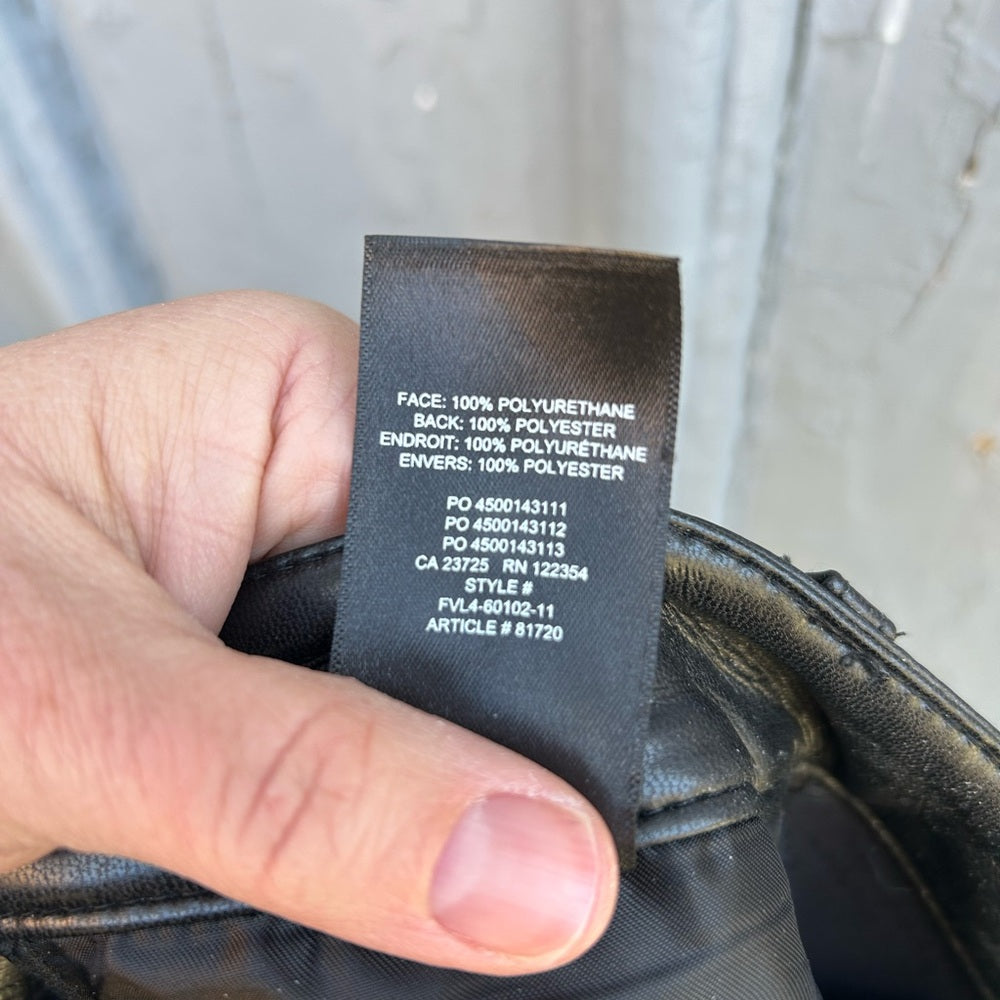 FACE: 100% POLYURETHANE
BACK: 100% POLYESTER
ENDROIT: 100% POLYURÉTHANE
ENVERS: 100% POLYESTER
PO 4500143111
PO 4500143112
PO 4500143113
CA 23725 RN 122354
STYLE #
FVL4-60102-11
ARTICLE # 81720